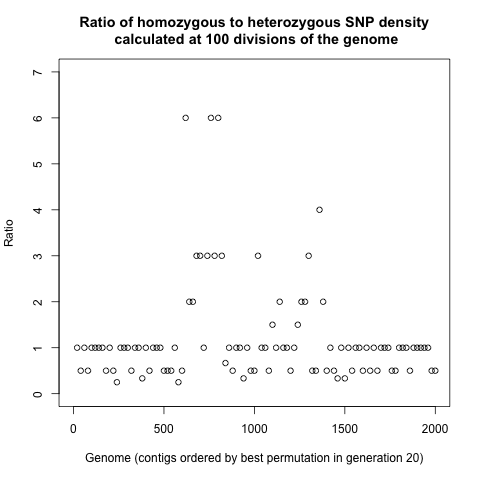 Ratio of homozygous to heterozygous SNP density
calculated at 100 divisions of the genome
7
6
5
4
3
2
1
0
Ratio
0 500 1000 1500 2000
Genome (contigs ordered by best permutation in generation 20)